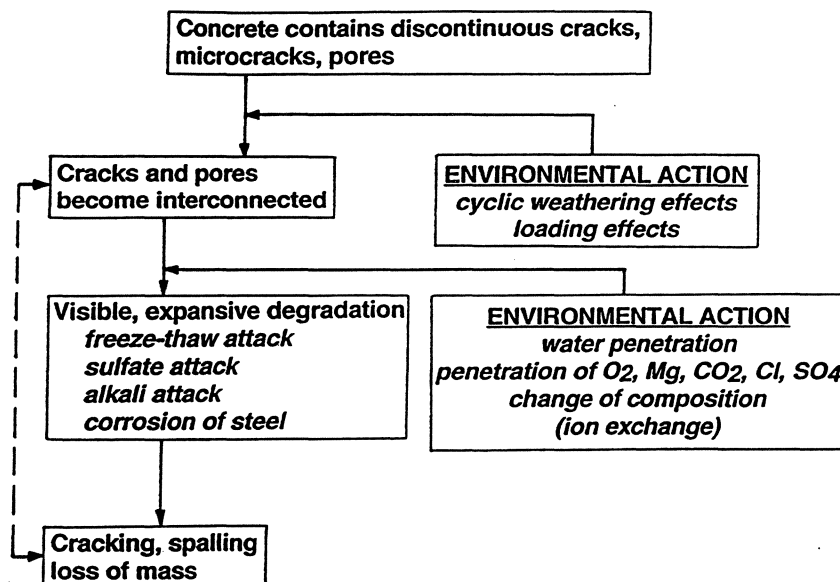 Concrete contains discontinuous cracks,
microcracks, pores
Cracks and pores
become interconnected
ENVIRONMENTAL ACTION
cyclic weathering effects
loading effects
Visible, expansive degradation
freeze-thaw attack
sulfate attack
alkali attack
corrosion of steel
ENVIRONMENTAL ACTION
water penetration
penetration of O2, Mg, CO2, Cl, SO4
change of composition
(ion exchange)
Cracking, spalling
loss of mass